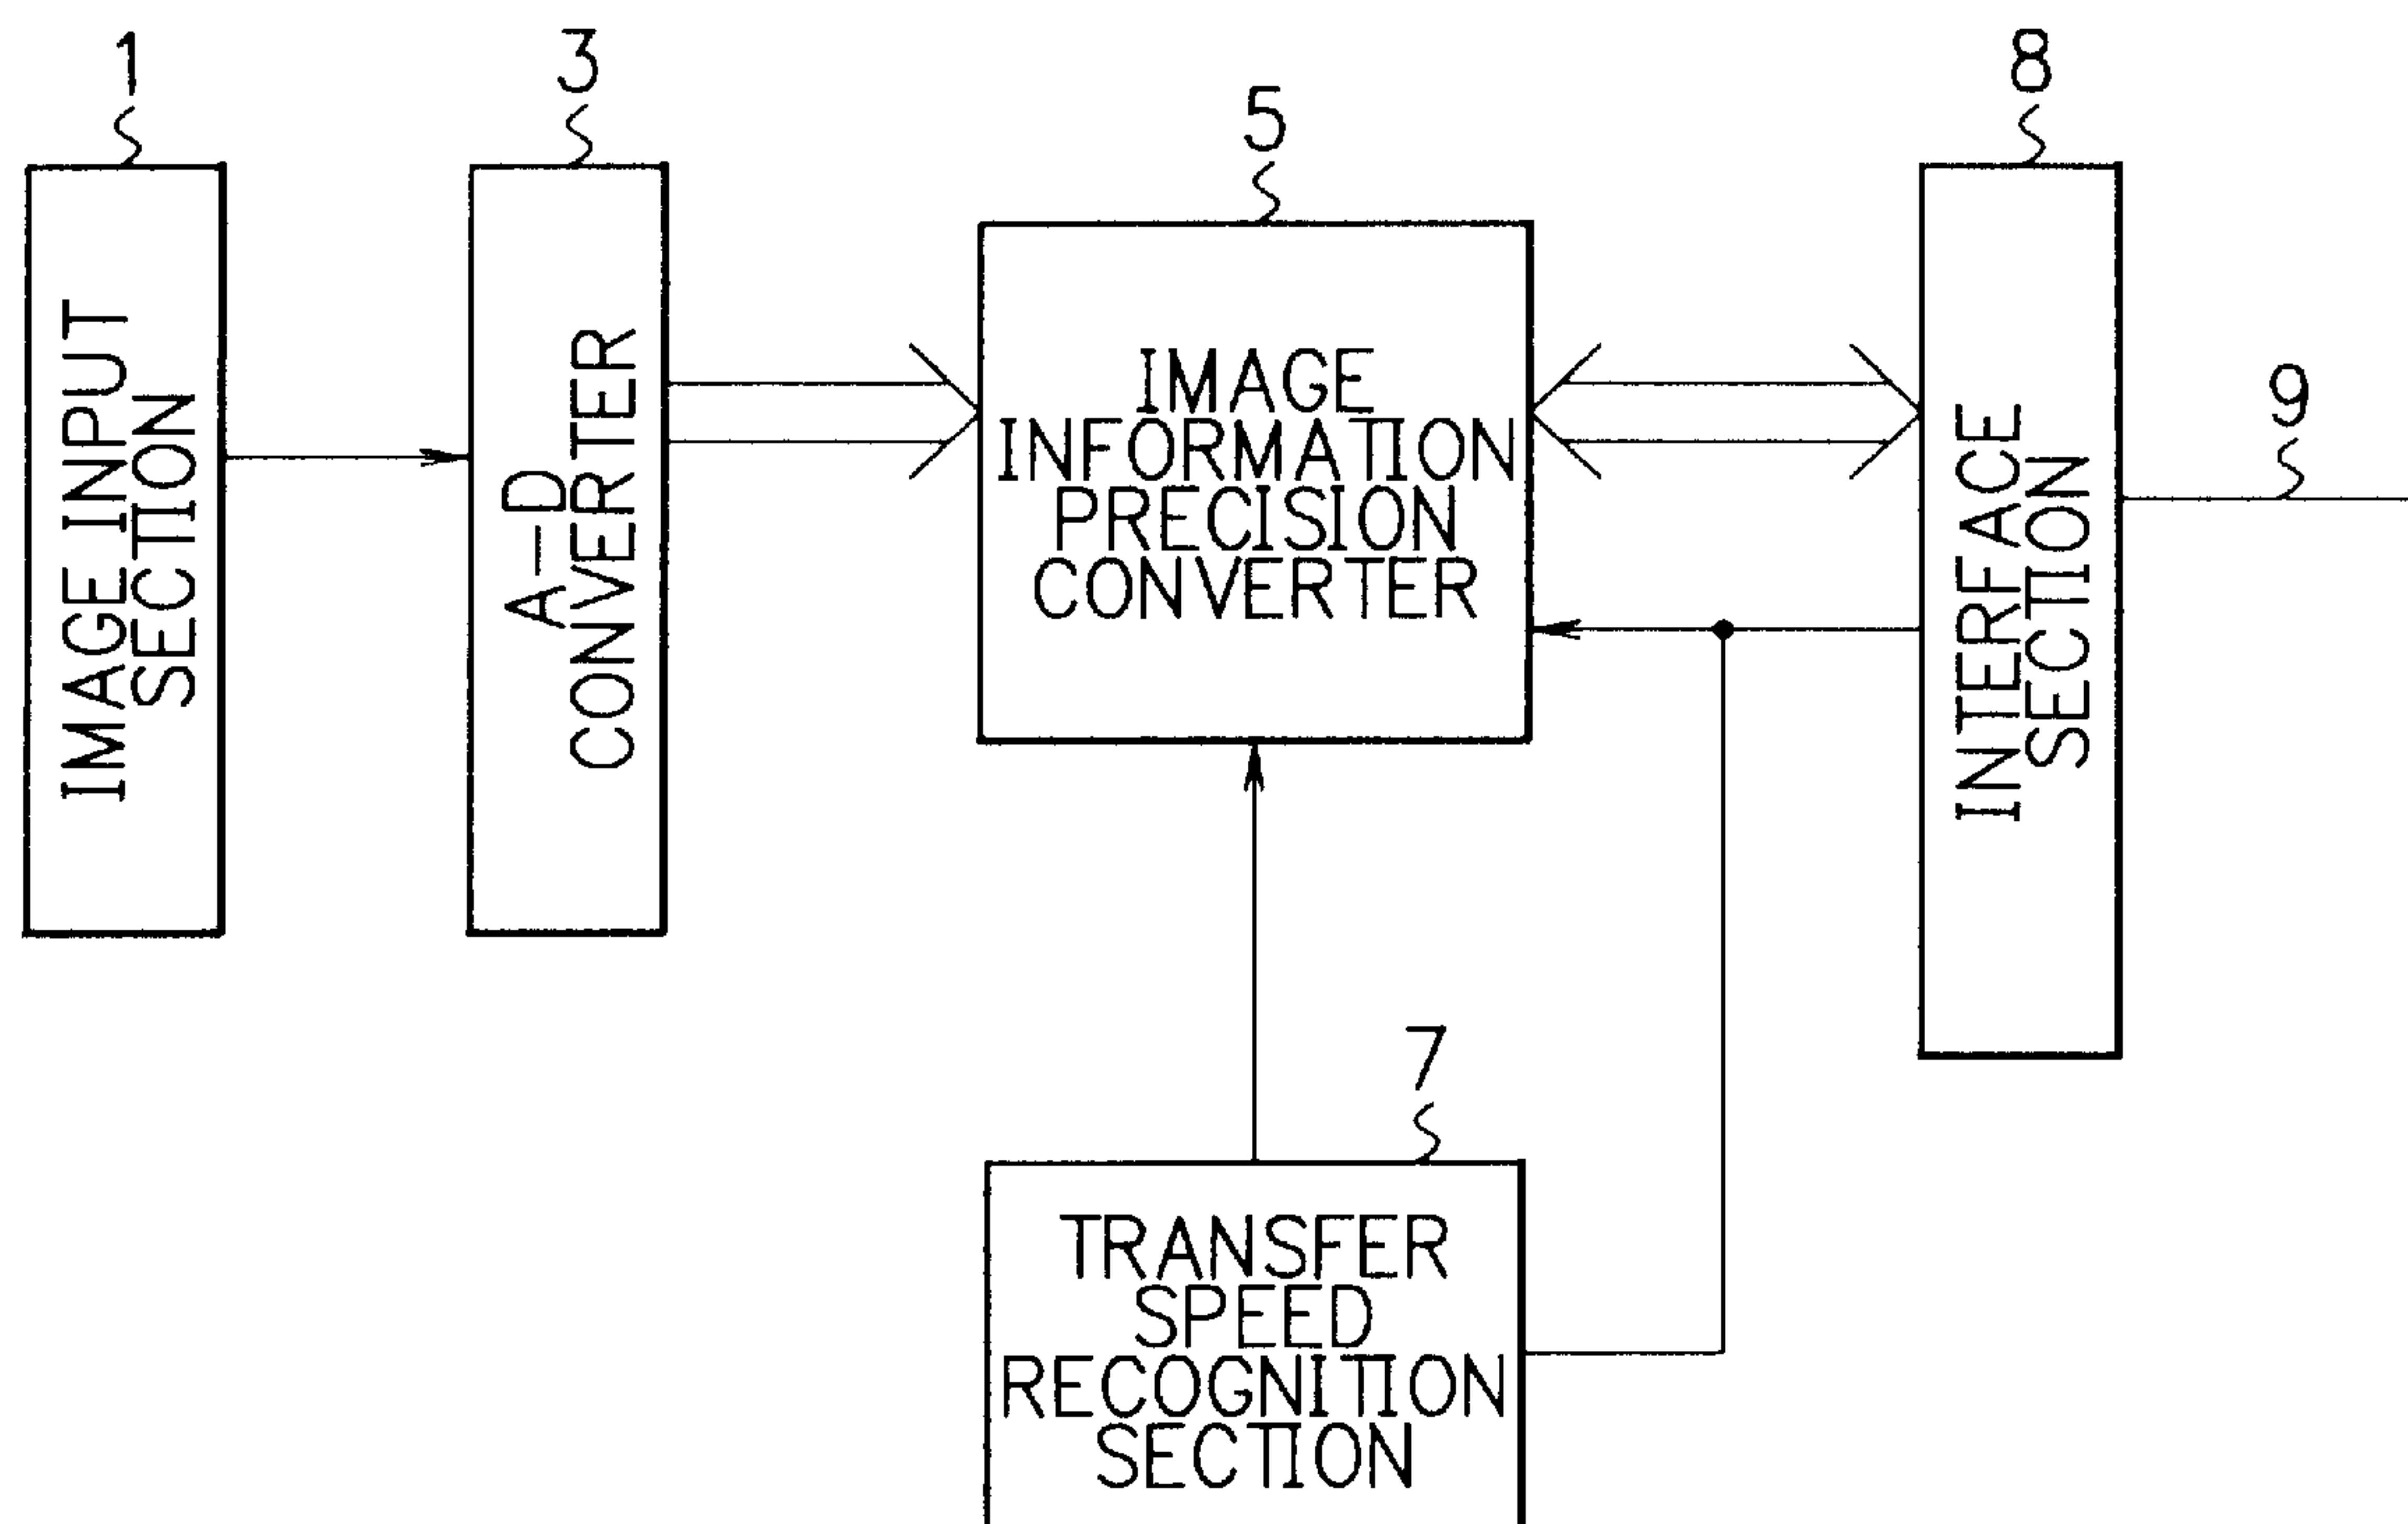 1
3
5
8
9
7
IMAGE INPUT
SECTION
A-D
CONVERTER
IMAGE
INFORMATION
PRECISION
CONVERTER
INTERFACE
SECTION
TRANSFER
SPEED
RECOGNITION
SECTION